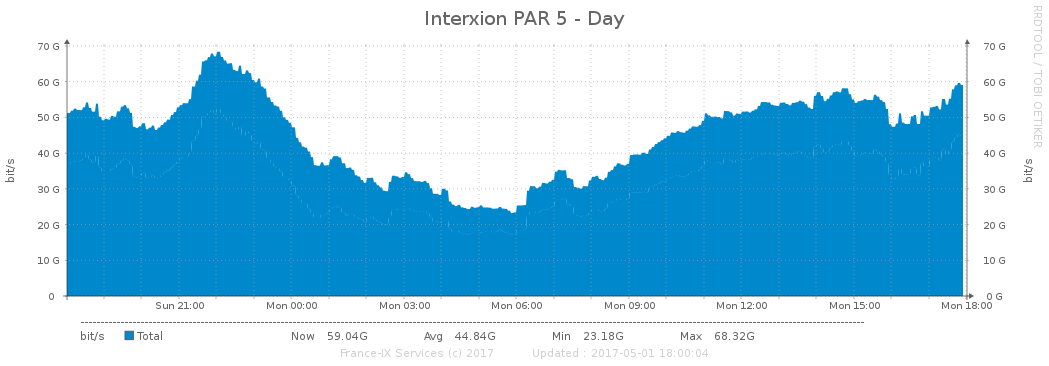 Interxion PAR 5 - Day
RRDTOOL / TOBI OETIKER
70 G 70 G
60 G 60 G
50 G 50 G
40 G 40 G
30 G 30 G
20 G 20 G
10 G 10 G
0 0 G
bit/s bit/s
Sun 21:00 Mon 00:00 Mon 03:00 Mon 06:00 Mon 09:00 Mon 12:00 Mon 15:00 Mon 18:00
bit/s Total Now 59.04G Avg 44.84G Min 23.18G Max 68.32G
France-IX Services (c) 2017 Updated : 2017-05-01 18:00:04